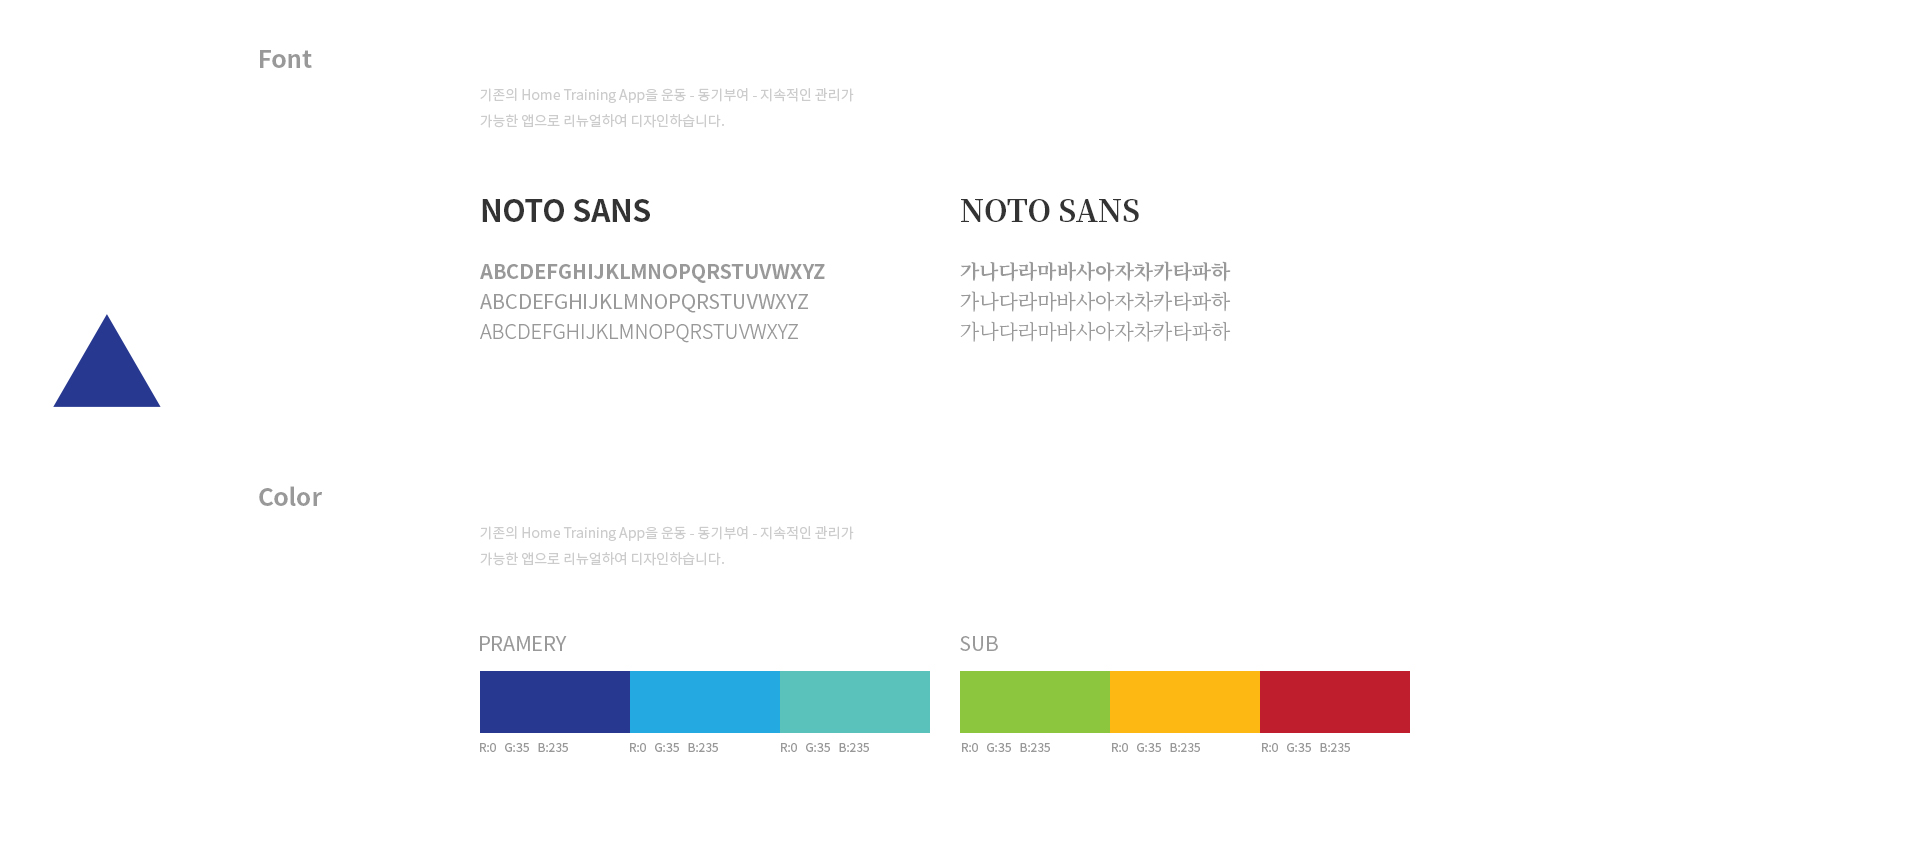 Font
기존의 Home Training App을 운동 - 동기부여 - 지속적인 관리가
가능한 앱으로 리뉴얼하여 디자인하습니다.
NOTO SANS
ABCDEFGHIJKLMNOPQRSTUVWXYZ
ABCDEFGHIJKLMNOPQRSTUVWXYZ
ABCDEFGHIJKLMNOPQRSTUVWXYZ
NOTO SANS
가나다라마바사아자차카타파하
가나다라마바사아자차카타파하
가나다라마바사아자차카타파하
Color
기존의 Home Training App을 운동 - 동기부여 - 지속적인 관리가
가능한 앱으로 리뉴얼하여 디자인하습니다.
PRAMERY
R:0 G:35 B:235
R:0 G:35 B:235
R:0 G:35 B:235
SUB
R:0 G:35 B:235
R:0 G:35 B:235
R:0 G:35 B:235